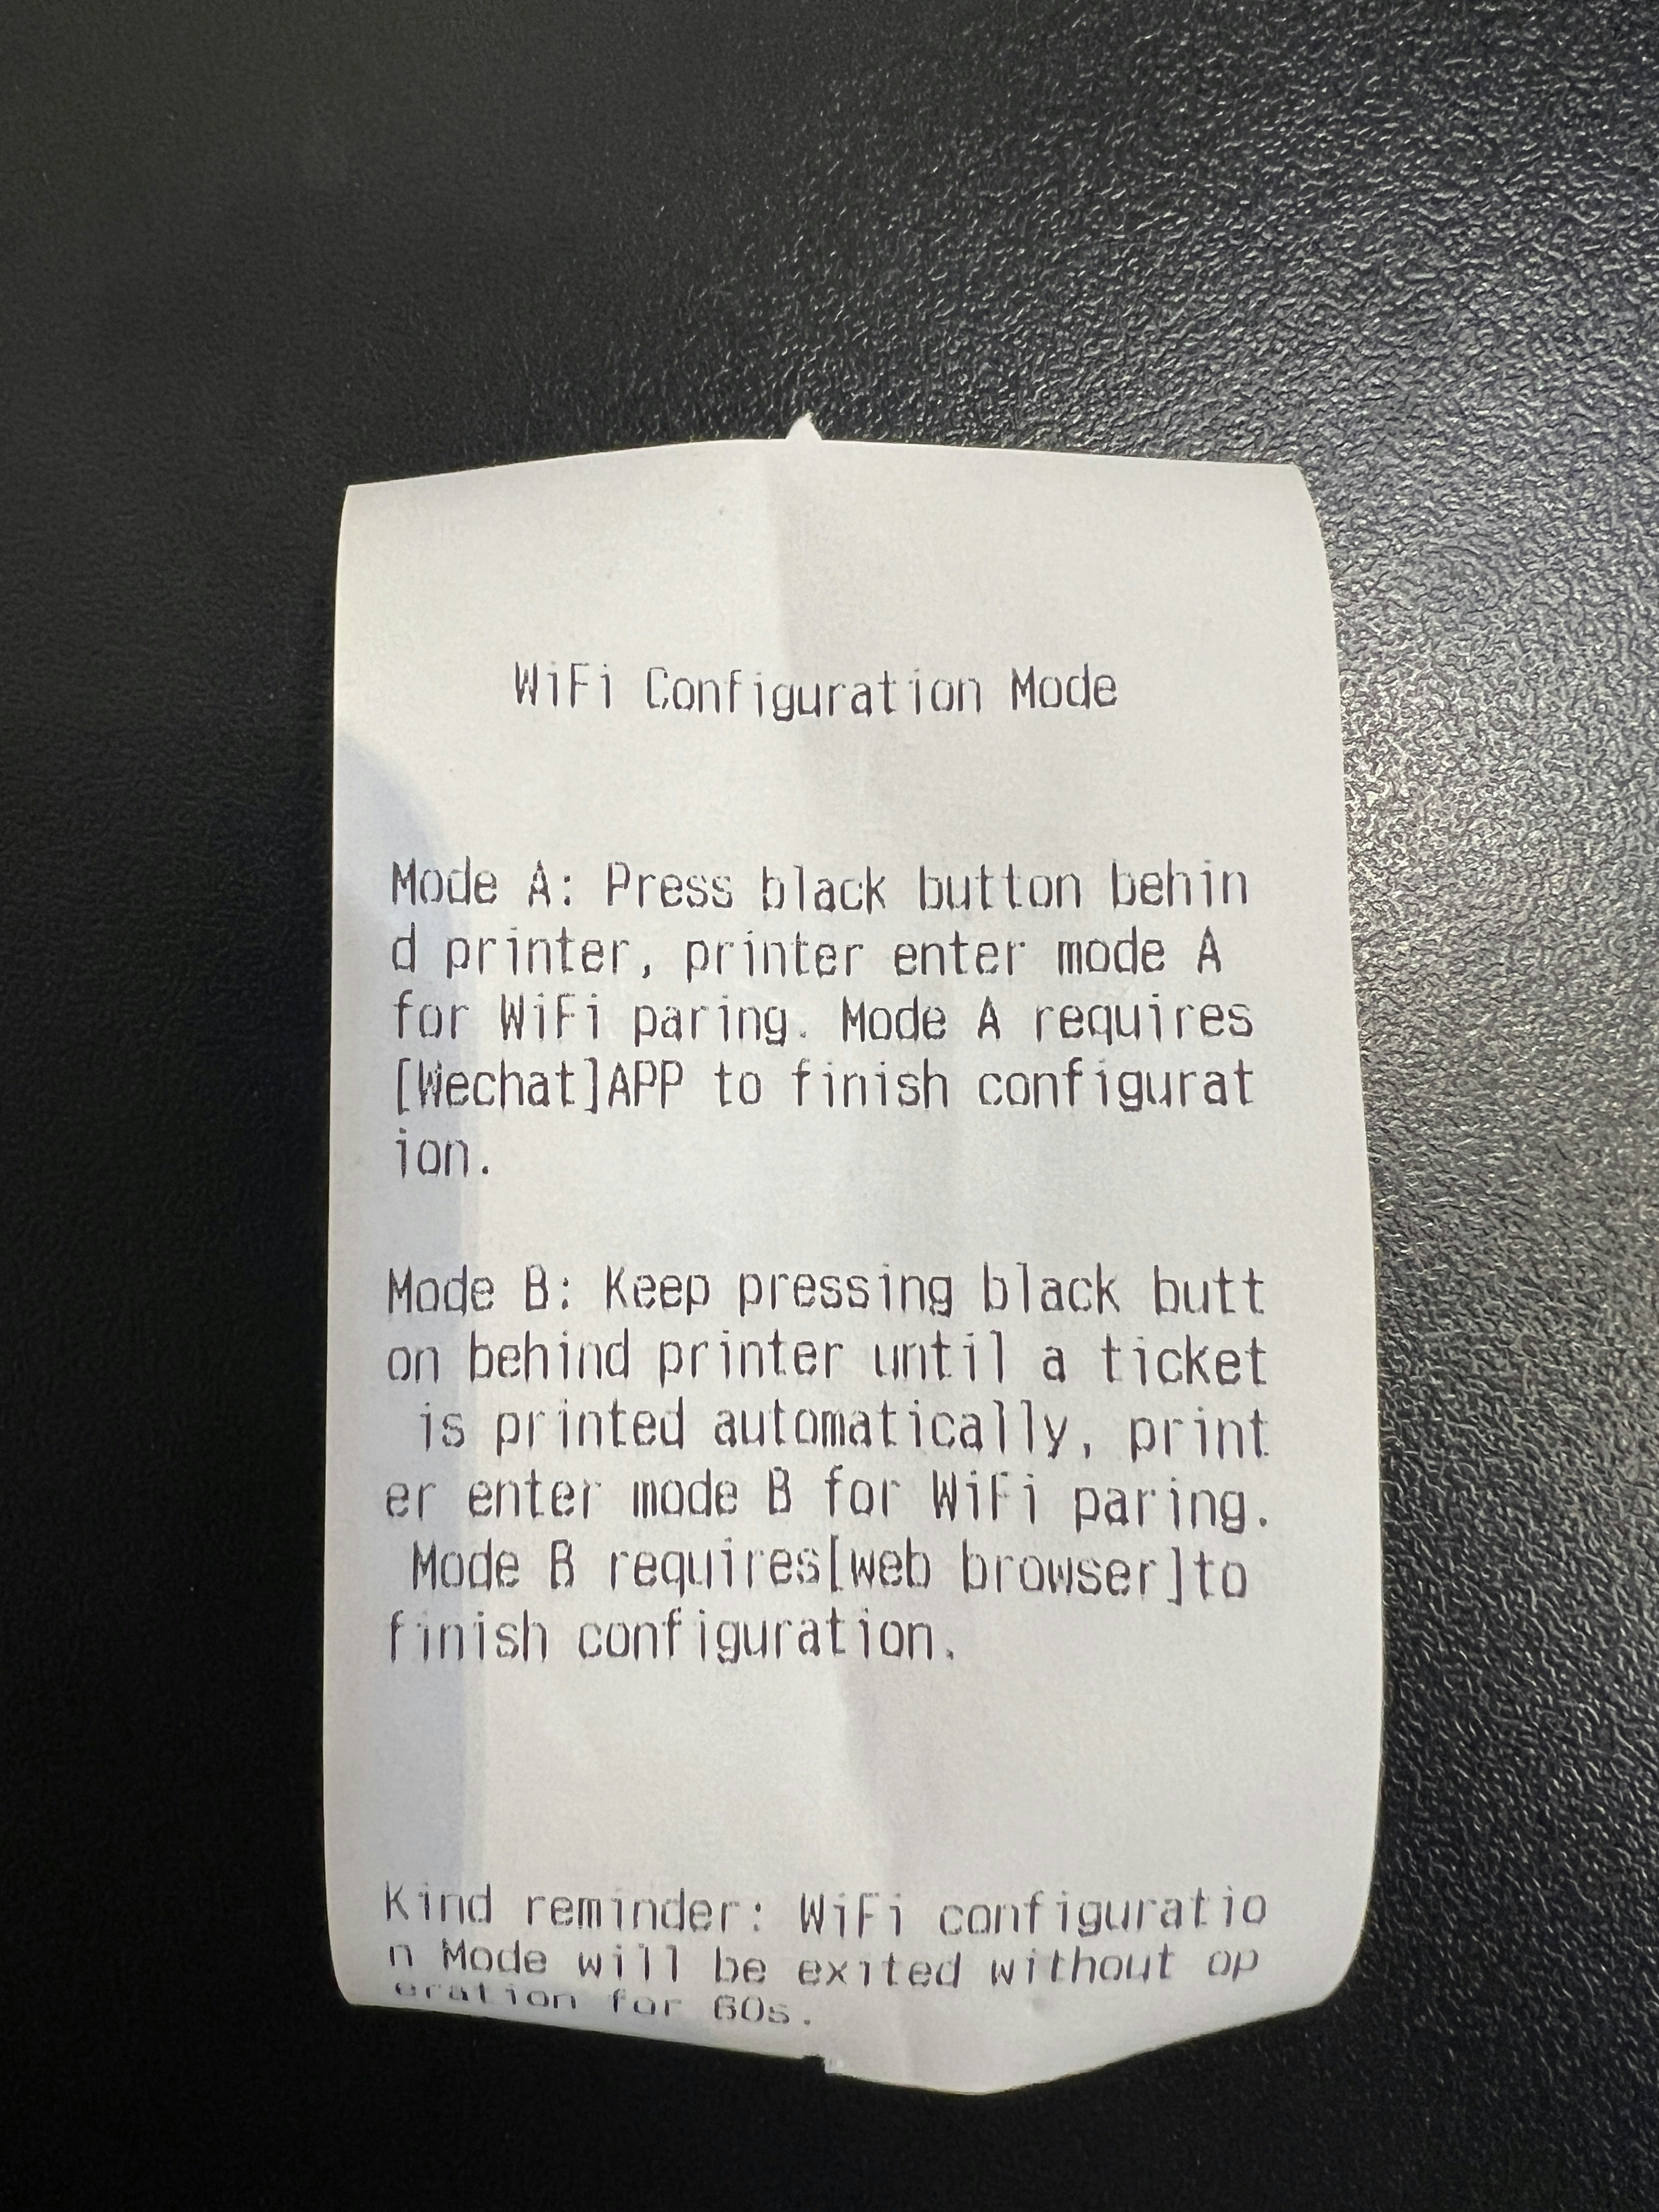 WiFi Configuration Mode
Mode A: Press black button behin
d printer, printer enter mode A
for WiFi paring. Mode A requires
[Wechat]APP to finish configurat
ion.
Mode B: Keep pressing black butt
on behind printer until a ticket
is printed automatically, print
er enter mode B for WiFi paring.
Mode B requires[web browser]to
finish configuration.
Kind reminder: WiFi configuratio
n Mode will be exited without op
eration for 60s.